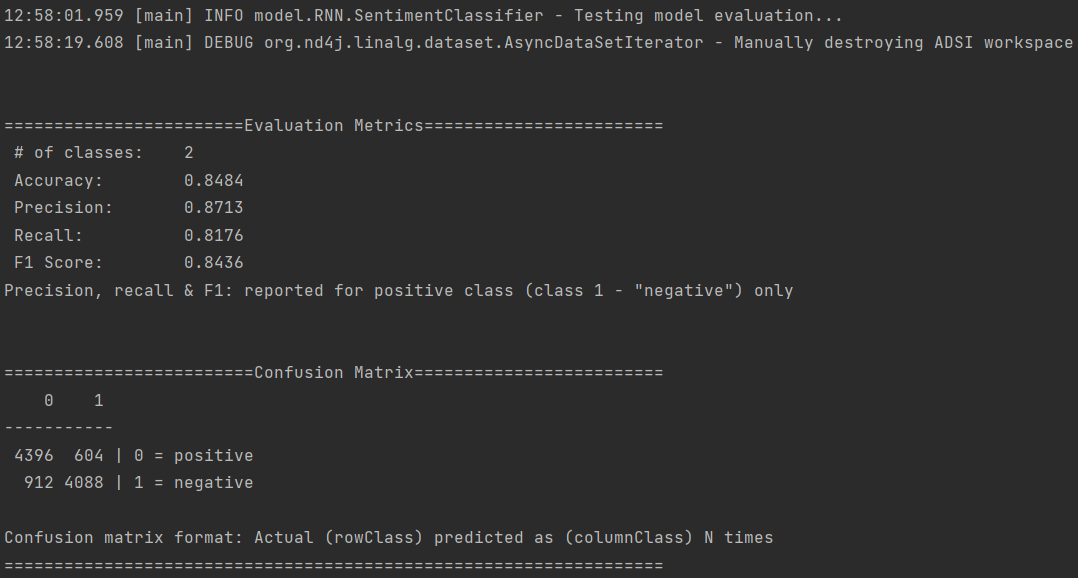 12:58:01.959 [main] INFO model.RNN.SentimentClassifier - Testing model evaluation...
12:58:19.608 [main] DEBUG org.nd4j.linalg.dataset.AsyncDataSetIterator - Manually destroying ADSI workspace
========================Evaluation Metrics========================
# of classes:    2
Accuracy:        0.8484
Precision:       0.8713
Recall:          0.8176
F1 Score:        0.8436
Precision, recall & F1: reported for positive class (class 1 - "negative") only
=========================Confusion Matrix=========================
    0    1
-----------
 4396  604 | 0 = positive
  912 4088 | 1 = negative
Confusion matrix format: Actual (rowClass) predicted as (columnClass) N times
==================================================================